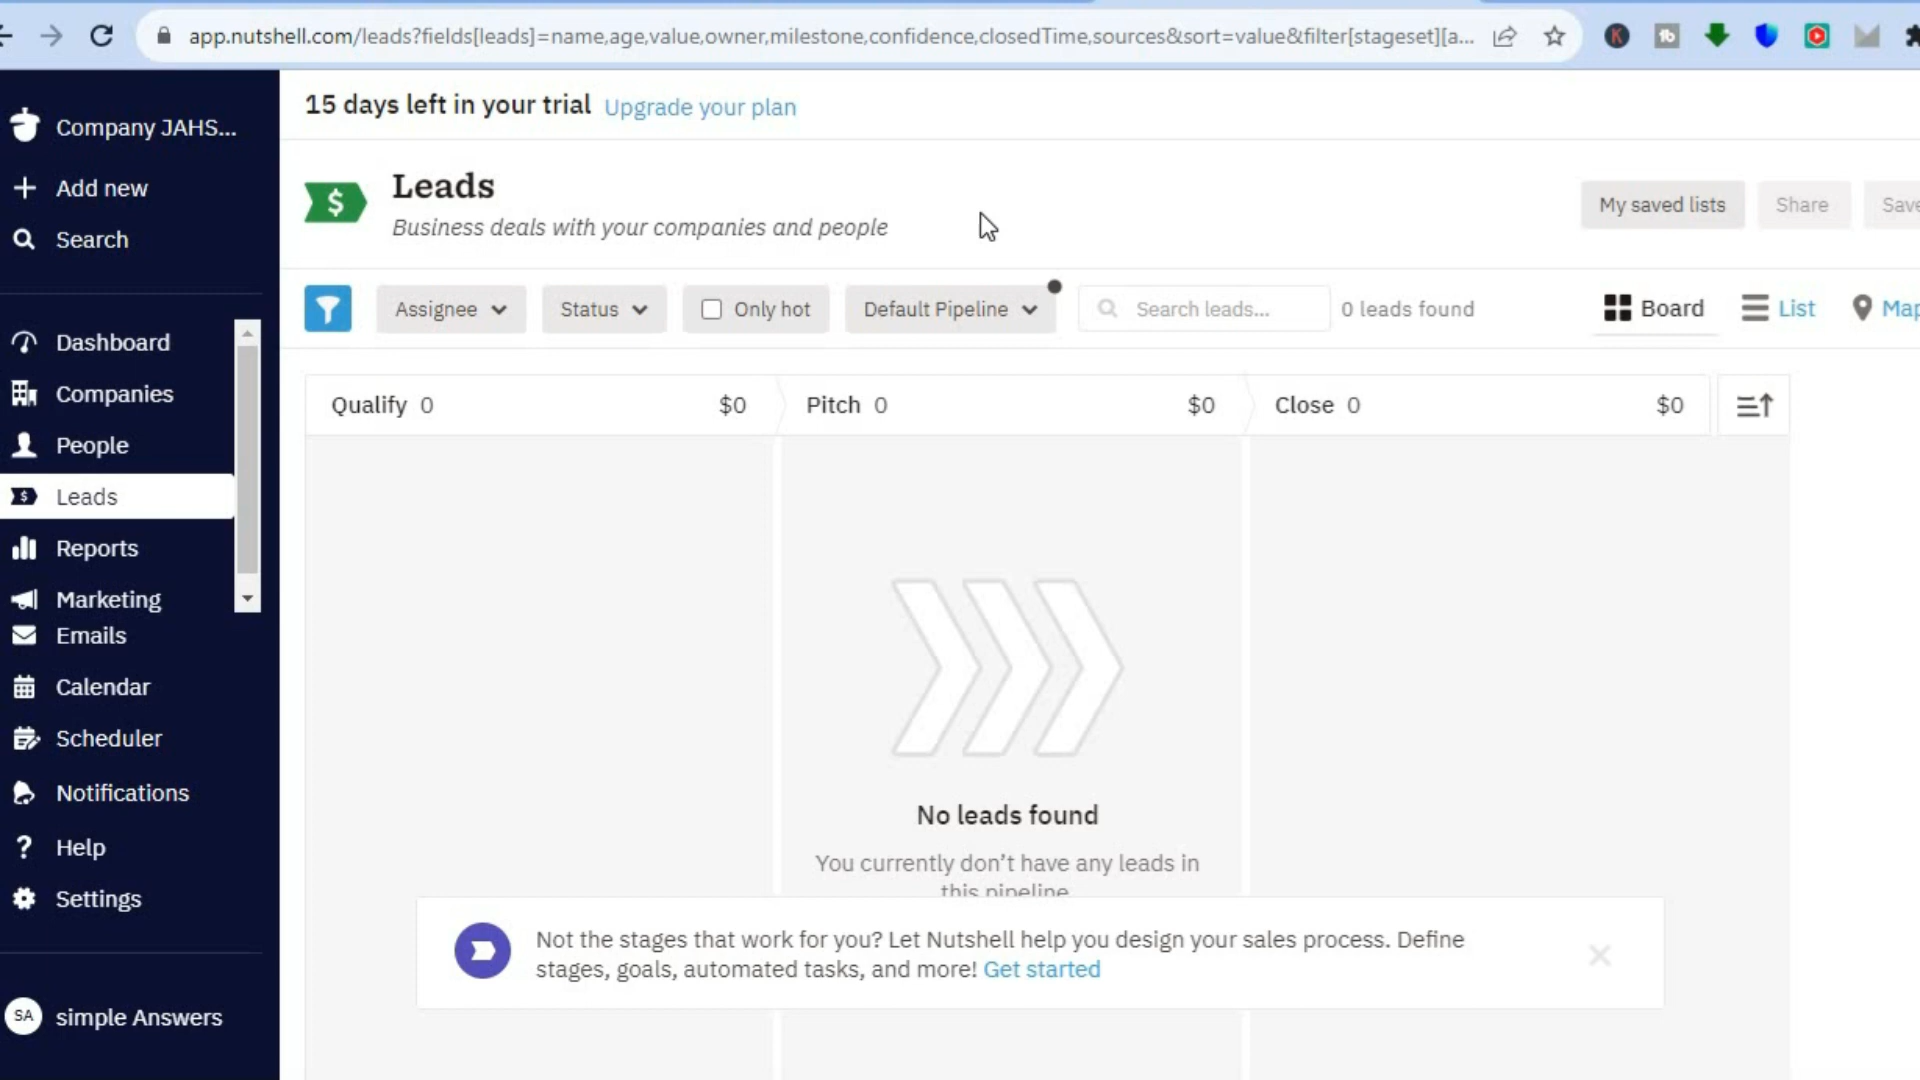 app.nutshell.com/leads?fields[leads]=name,age,value,owner,milestone,confidence,closedTime,sources&sort=value&filter[stageset][a...
Company JAHS...
Add new
Search
Dashboard
Companies
People
Leads
Reports
Marketing
Emails
Calendar
Scheduler
Notifications
Help
Settings
SA simple Answers
15 days left in your trial Upgrade your plan
Leads
Business deals with your companies and people
My saved lists Share Save
Assignee Status Only hot Default Pipeline Search leads... 0 leads found Board List Map
Qualify 0 $0 Pitch 0 $0 Close 0 $0
No leads found
You currently don't have any leads in
this pipeline
Not the stages that work for you? Let Nutshell help you design your sales process. Define
stages, goals, automated tasks, and more! Get started